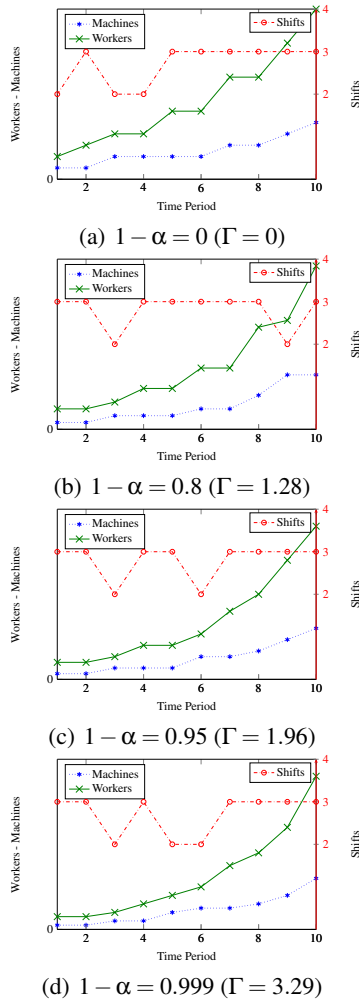 Machines
Workers
Shifts
4
3
2
0
2
4
6
8
10
Workers - Machines
Shifts
Time Period
(a) 1 − α = 0 (Γ = 0)
Machines
Workers
Shifts
4
3
2
0
2
4
6
8
10
Workers - Machines
Shifts
Time Period
(b) 1 − α = 0.8 (Γ = 1.28)
Machines
Workers
Shifts
4
3
2
0
2
4
6
8
10
Workers - Machines
Shifts
Time Period
(c) 1 − α = 0.95 (Γ = 1.96)
Machines
Workers
Shifts
4
3
2
0
2
4
6
8
10
Workers - Machines
Shifts
Time Period
(d) 1 − α = 0.999 (Γ = 3.29)